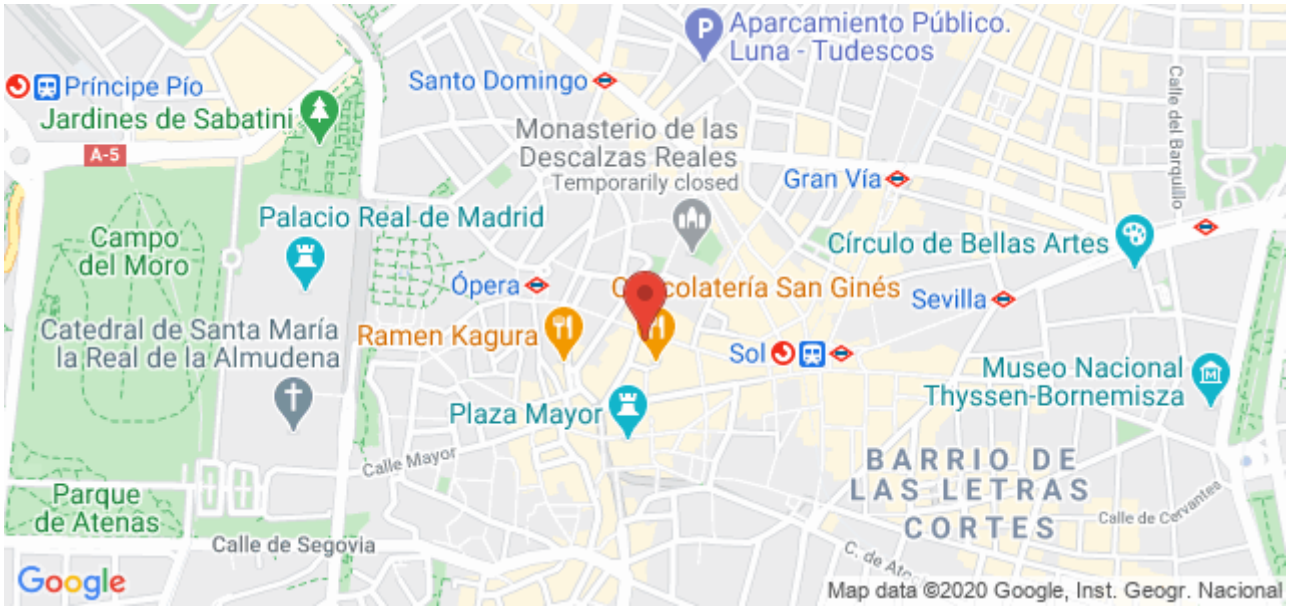 Aparcamiento Público.
Luna - Tudescos
Santo Domingo
Príncipe Pío
Jardines de Sabatini
A-5
Monasterio de las
Descalzas Reales
Temporarily closed
Calle del Barquillo
Gran Vía
Palacio Real de Madrid
Campo
del Moro
Círculo de Bellas Artes
Ópera
San Ginés
Sevilla
Catedral de Santa María
la Real de la Almudena
Ramen Kagura
Sol
Museo Nacional
Thyssen-Bornemisza
Plaza Mayor
Calle Mayor
BARRIO DE
LAS LETRAS
CORTES
Parque
de Atenas
Calle de Cervantes
Calle de Segovia
Google
Map data ©2020 Google, Inst. Geogr. Nacional